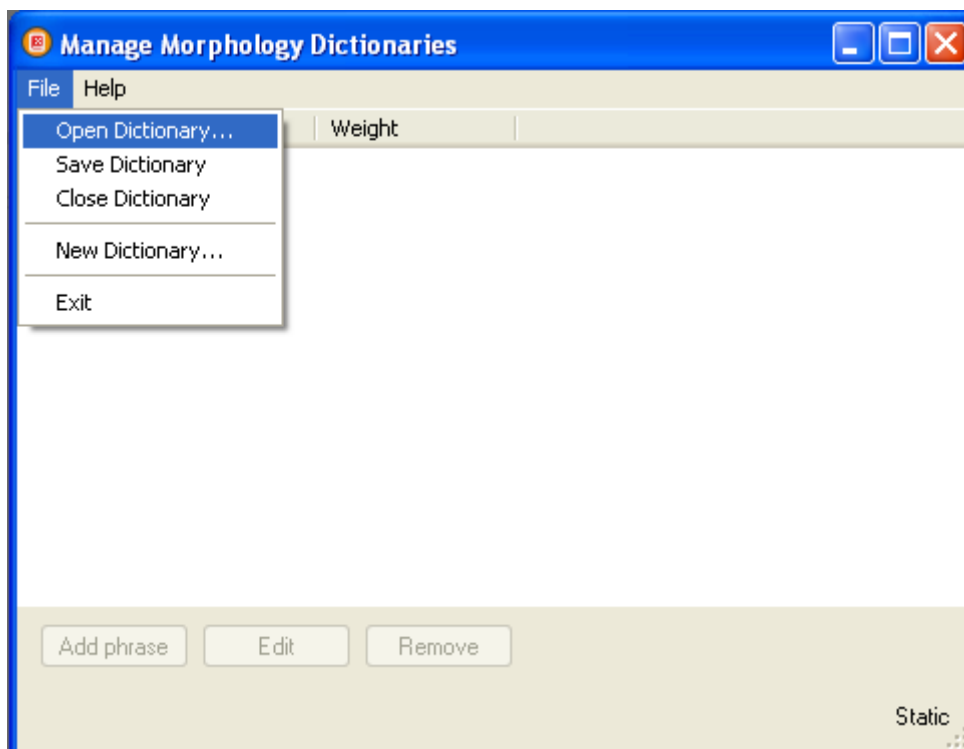 Manage Morphology Dictionaries
File Help
Weight
Open Dictionary...
Save Dictionary
Close Dictionary
New Dictionary...
Exit
Add phrase Edit Remove
Static